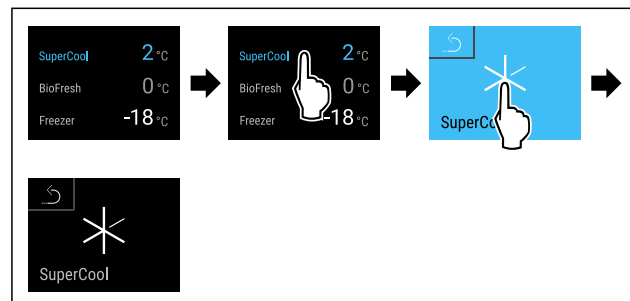 SuperCool 2 °C
BioFresh 0 °C
Freezer -18 °C
SuperCool 2 °C
BioFresh 0 °C
Freezer -18 °C
SuperCo
SuperCool